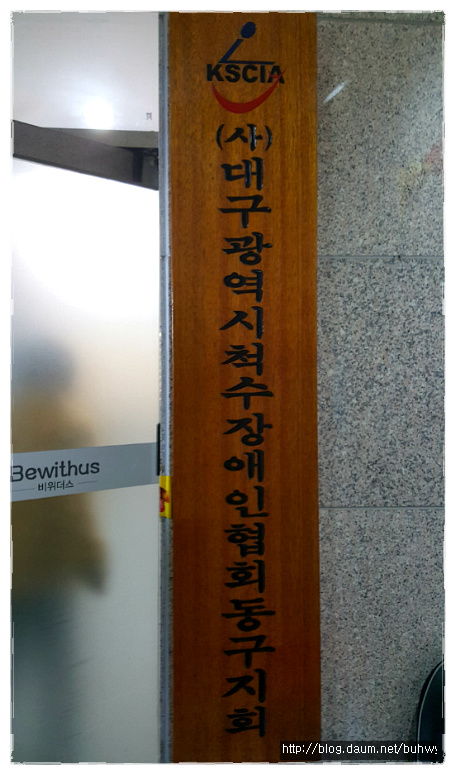 KSCIA
(사)대구광역시척수장애인협회동구지회
Bewithus
비위더스
http://blog.daum.net/buhwy